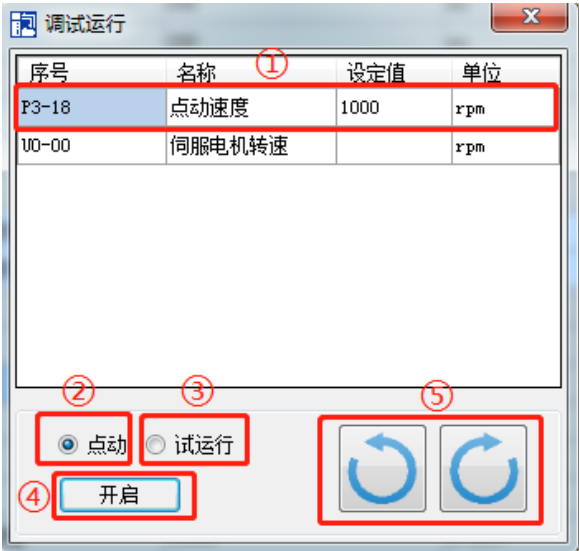 调试运行
序号 名称 ① 设定值 单位
P3-18 点动速度 1000 rpm
U0-00 伺服电机转速 rpm
② ③ ⑤
点动 试运行
④ 开启